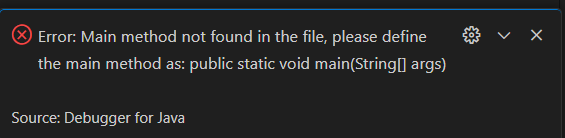 Error: Main method not found in the file, please define
the main method as: public static void main(String[] args)
Source: Debugger for Java